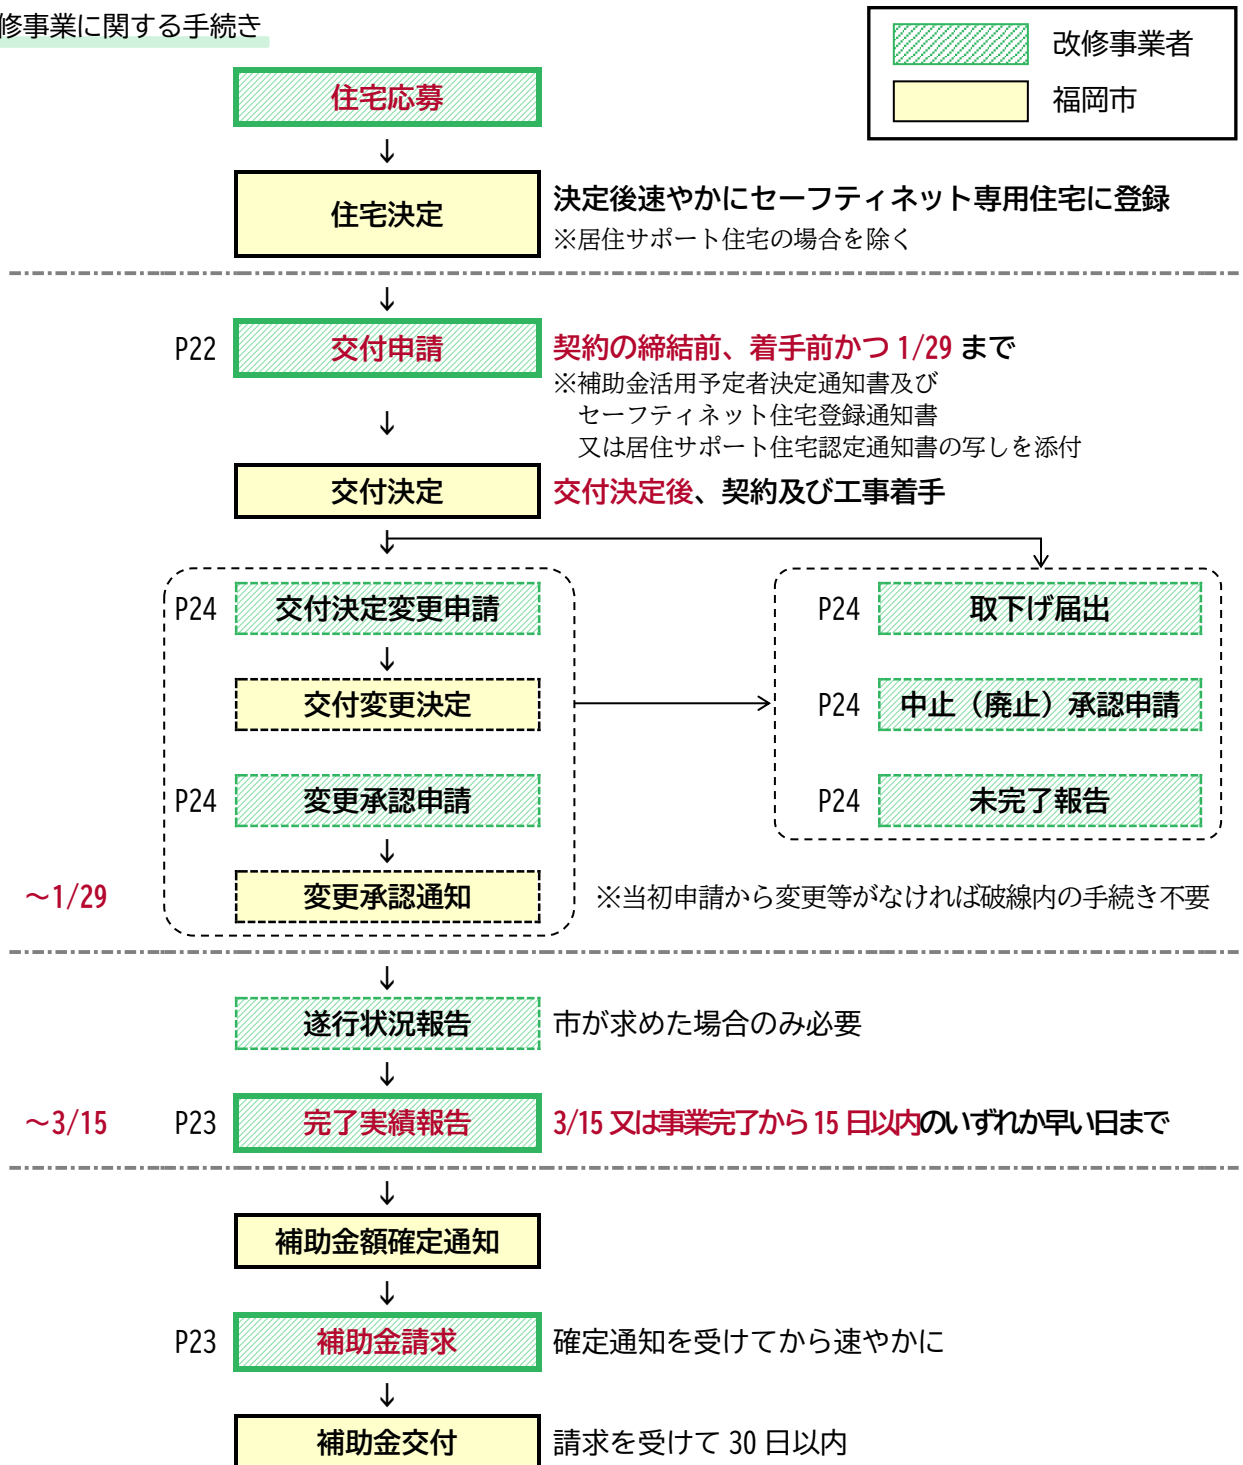 修事業に関する手続き
改修事業者
福岡市
住宅応募
↓
住宅決定
決定後速やかにセーフティネット専用住宅に登録
※居住サポート住宅の場合を除く
↓
P22
交付申請
契約の締結前、着手前かつ 1/29 まで
※補助金活用予定者決定通知書及び
セーフティネット住宅登録通知書
又は居住サポート住宅認定通知書の写しを添付
↓
交付決定
交付決定後、契約及び工事着手
↓
P24
交付決定変更申請
↓
交付変更決定
P24
変更承認申請
↓
変更承認通知
P24
取下げ届出
P24
中止（廃止）承認申請
P24
未完了報告
～1/29
※当初申請から変更等がなければ破線内の手続き不要
↓
遂行状況報告
市が求めた場合のみ必要
↓
～3/15
P23
完了実績報告
3/15 又は事業完了から 15 日以内のいずれか早い日まで
↓
補助金額確定通知
↓
P23
補助金請求
確定通知を受けてから速やかに
↓
補助金交付
請求を受けて 30 日以内